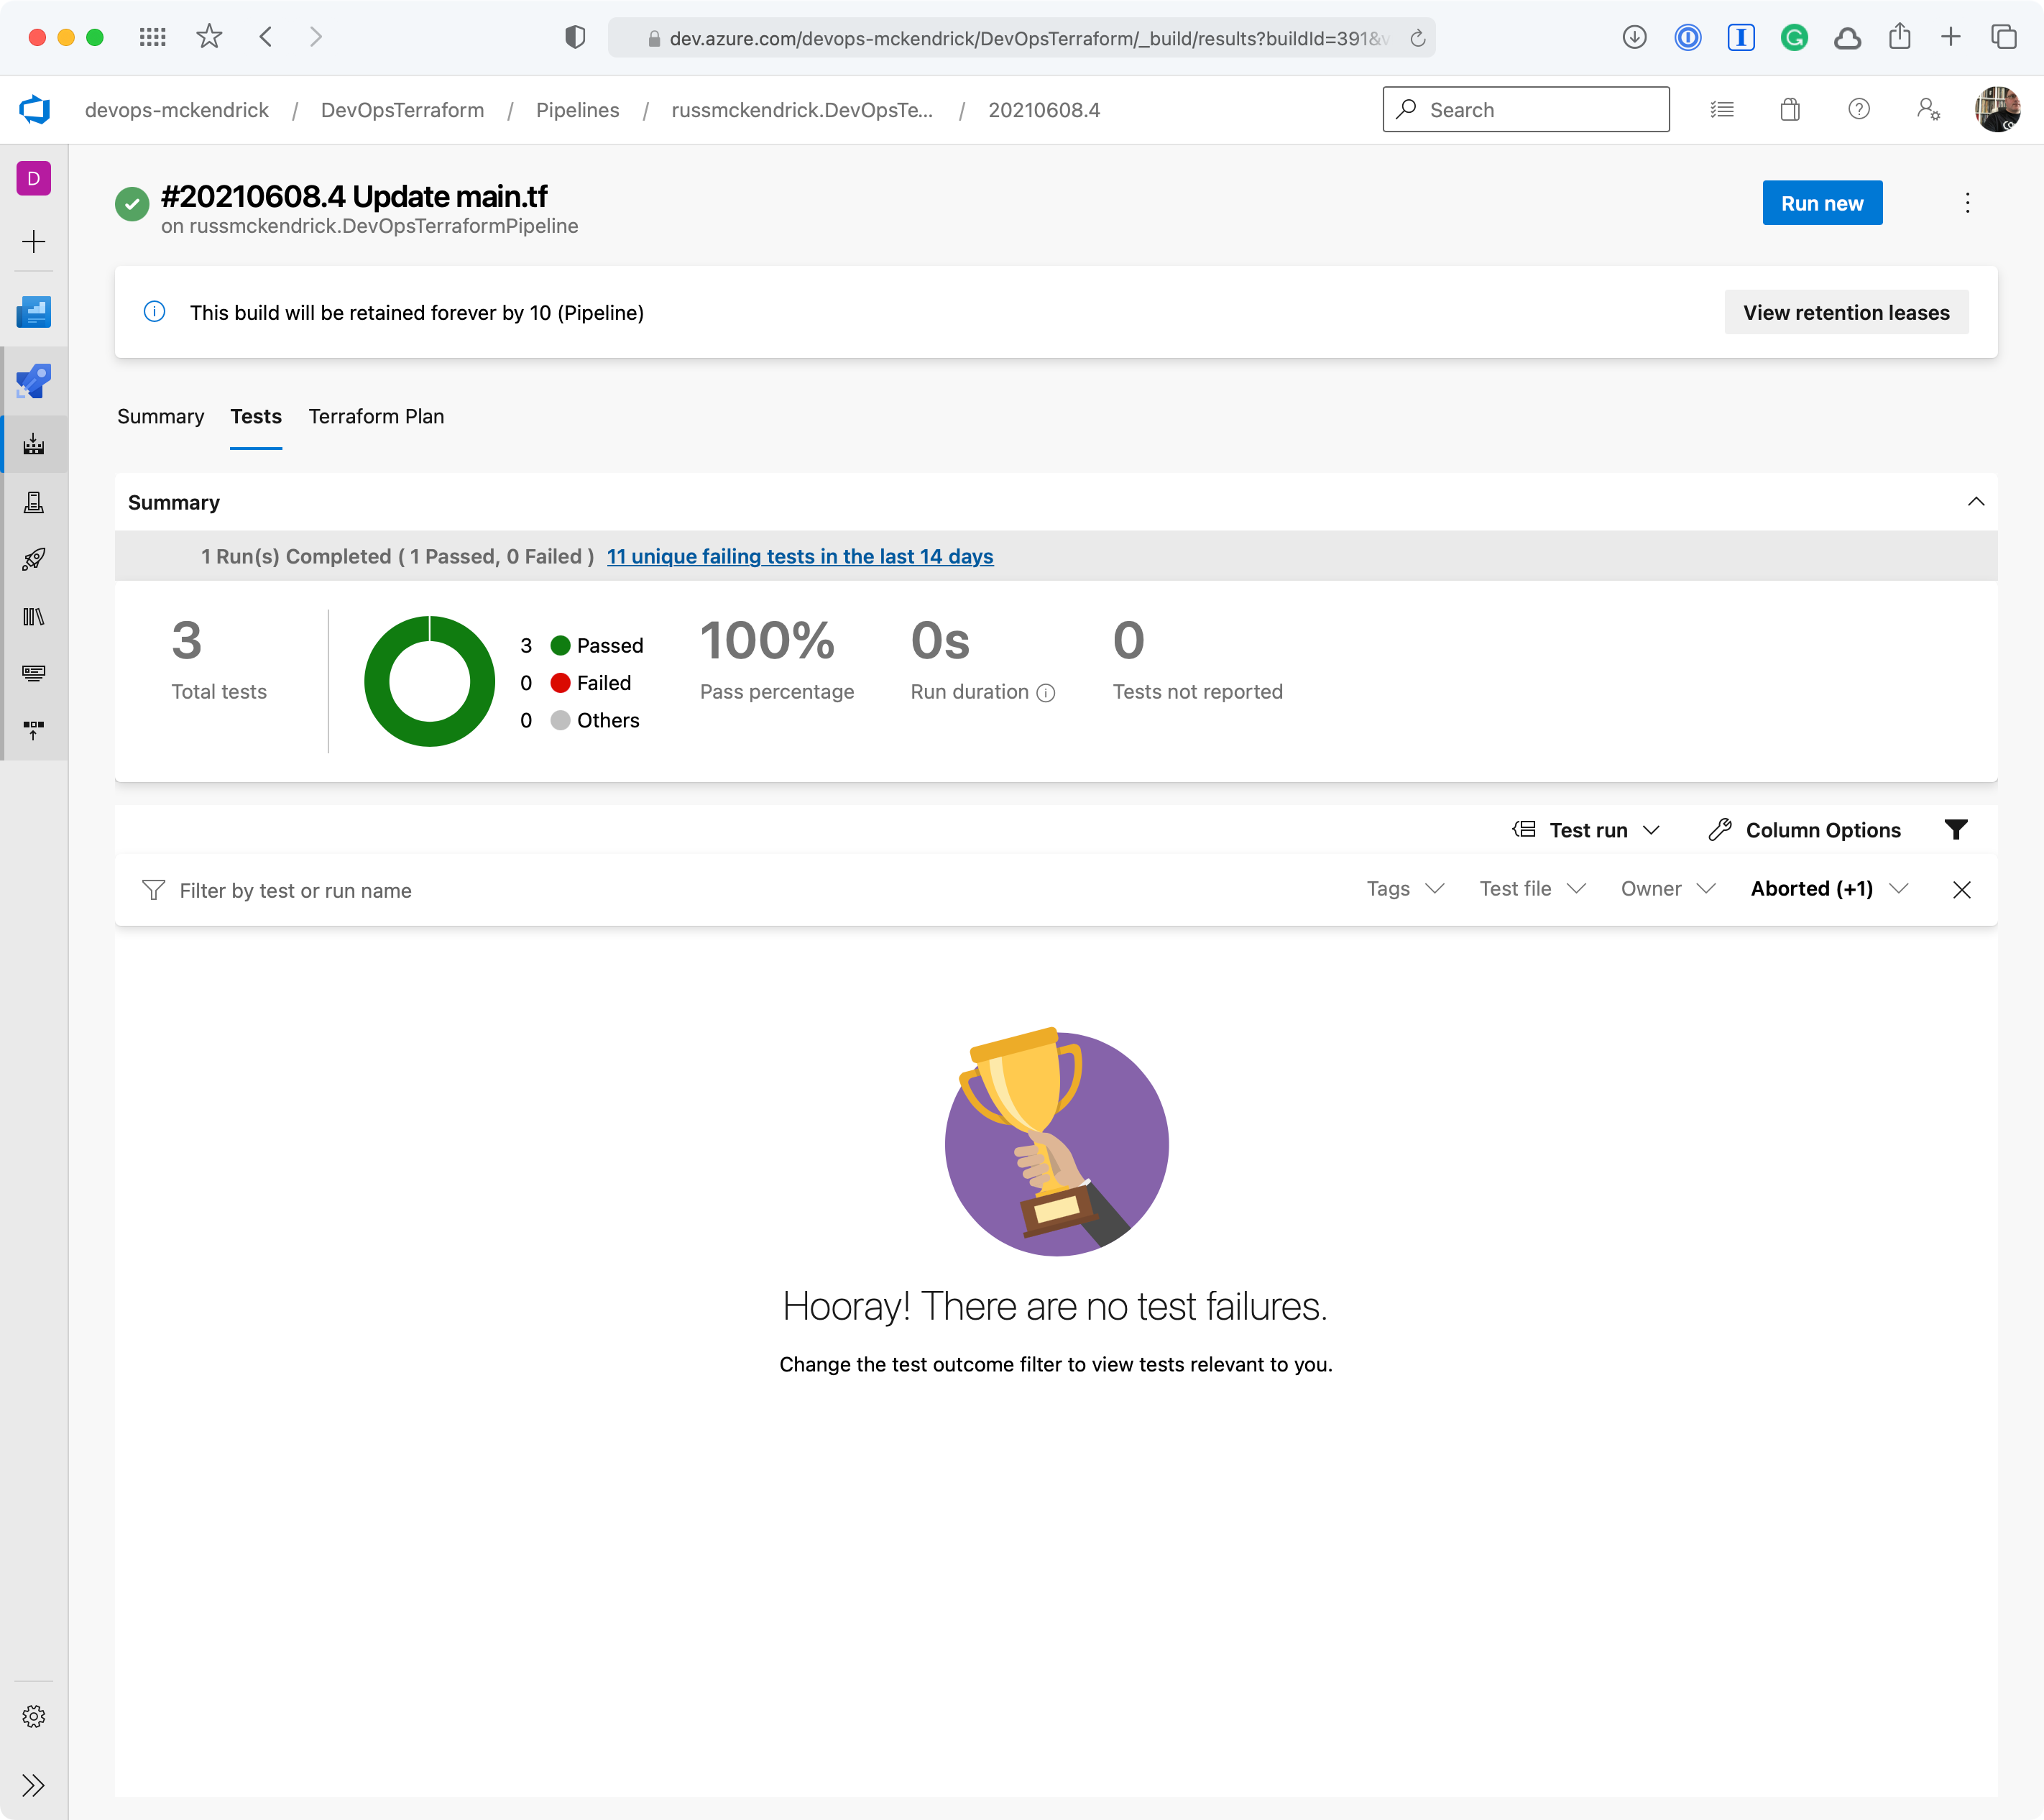 dev.azure.com/devops-mckendrick/DevOpsTerraform/_build/results?buildId=391&v
devops-mckendrick / DevOpsTerraform / Pipelines / russmckendrick.DevOpsTe... / 20210608.4
Search
D
#20210608.4 Update main.tf
on russmckendrick.DevOpsTerraformPipeline
Run new
This build will be retained forever by 10 (Pipeline)
View retention leases
Summary Tests Terraform Plan
Summary
1 Run(s) Completed ( 1 Passed, 0 Failed ) 11 unique failing tests in the last 14 days
3
Total tests
3 Passed
0 Failed
0 Others
100%
Pass percentage
0s
Run duration
0
Tests not reported
Test run Column Options
Filter by test or run name
Tags Test file Owner Aborted (+1)
Hooray! There are no test failures.
Change the test outcome filter to view tests relevant to you.